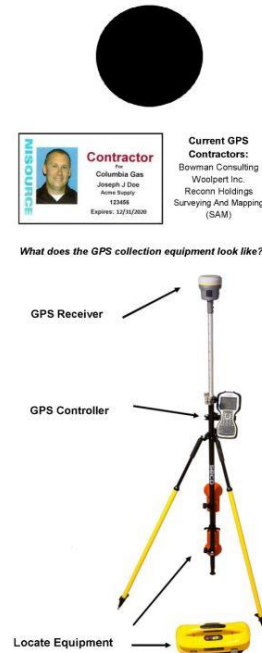 NISOURCE
Contractor
For
Columbia Gas
Joseph J Doe
Acme Supply
123456
Expires: 12/31/2020
Current GPS
Contractors:
Bowman Consulting
Woolpert Inc.
Reconn Holdings
Surveying And Mapping
(SAM)
What does the GPS collection equipment look like?
GPS Receiver
GPS Controller
SECO
Locate Equipment